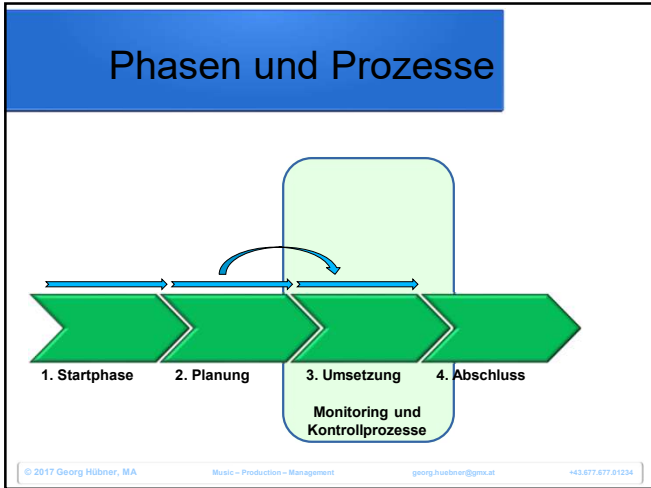 Phasen und Prozesse
1. Startphase
2. Planung
3. Umsetzung
4. Abschluss
Monitoring und
Kontrollprozesse
© 2017 Georg Hübner, MA
Music – Production – Management
georg.huebner@gmx.at
+43.677.677.01234